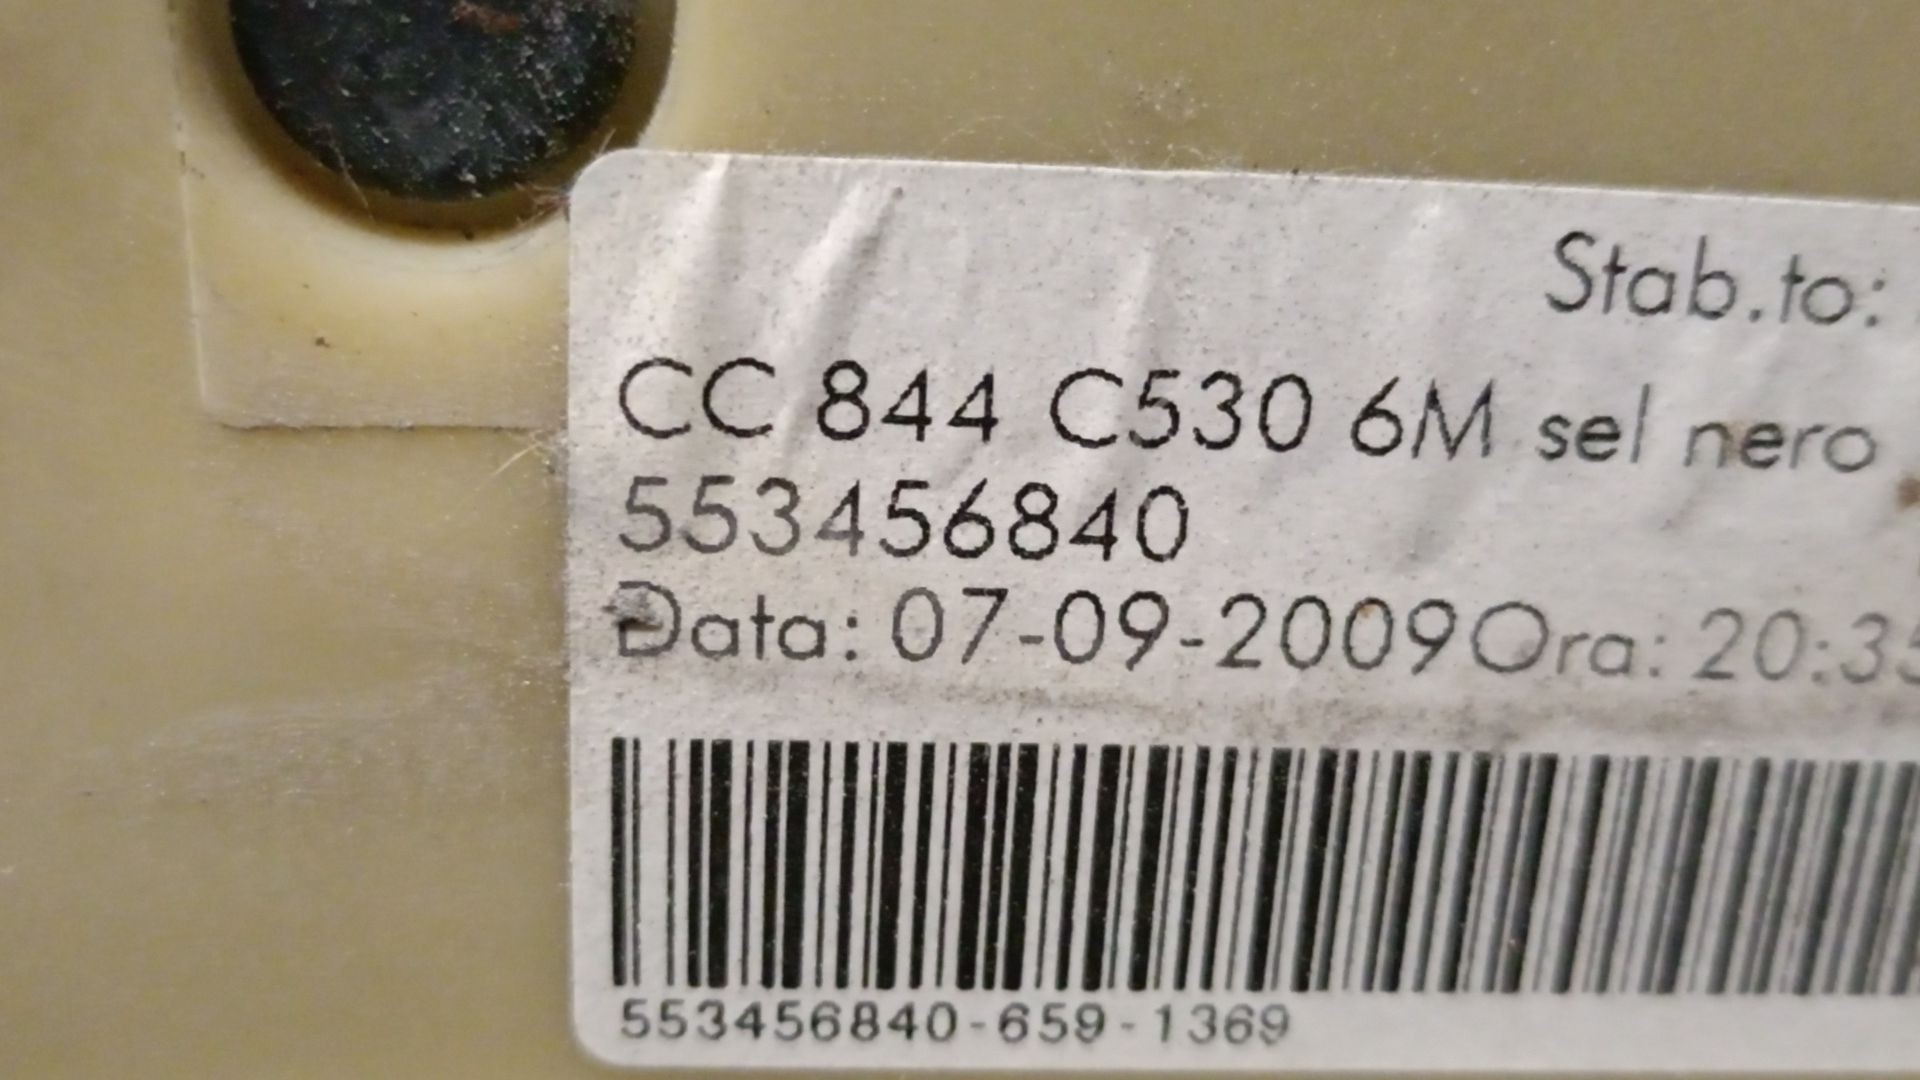 Stab.to:
CC 844 C530 6M sel nero
553456840
Data: 07-09-2009 Ora: 20:35
553456840-659-1369